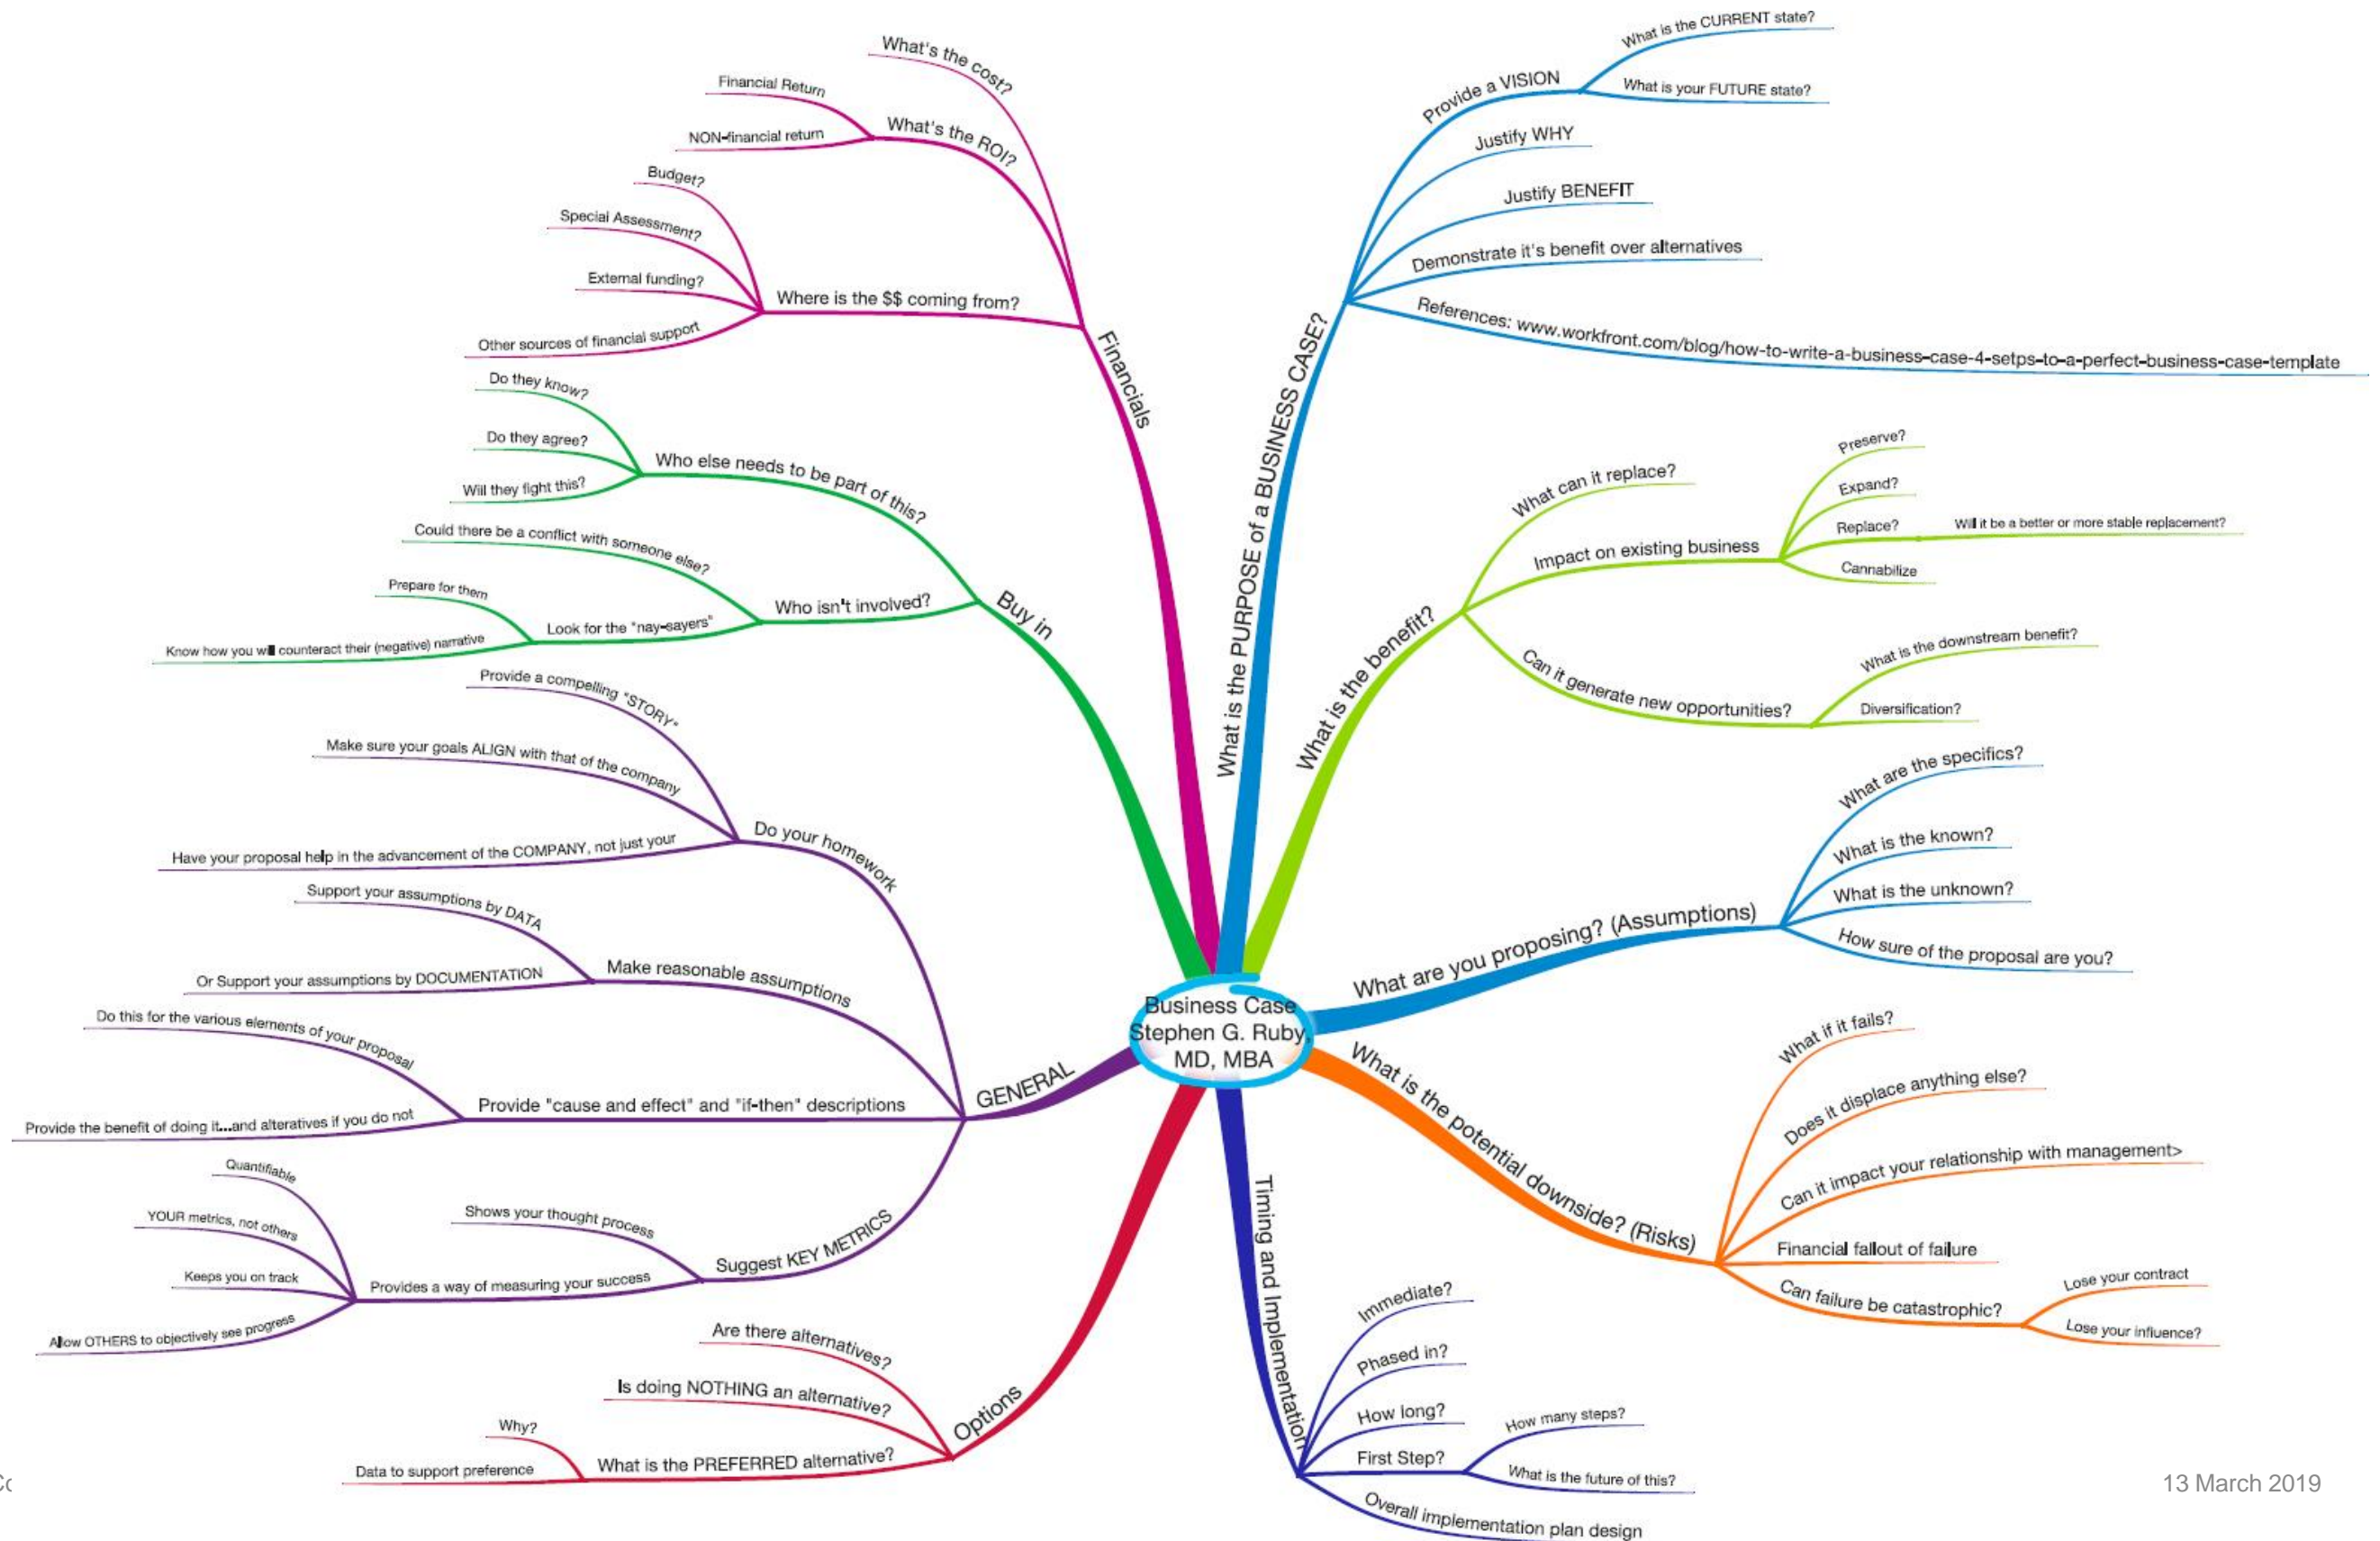 Business Case
Stephen G. Ruby,
MD, MBA
What is the PURPOSE of a BUSINESS CASE?
Provide a VISION
What is the CURRENT state?
What is your FUTURE state?
Justify WHY
Justify BENEFIT
Demonstrate it's benefit over alternatives
References: www.workfront.com/blog/how-to-write-a-business-case-4-setps-to-a-perfect-business-case-template
What is the benefit?
What can it replace?
Impact on existing business
Preserve?
Expand?
Replace?
Will it be a better or more stable replacement?
Cannabilize
Can it generate new opportunities?
What is the downstream benefit?
Diversification?
What are you proposing? (Assumptions)
What are the specifics?
What is the known?
What is the unknown?
How sure of the proposal are you?
What is the potential downside? (Risks)
What if it fails?
Does it displace anything else?
Can it impact your relationship with management>
Financial fallout of failure
Can failure be catastrophic?
Lose your contract
Lose your influence?
Timing and Implementation
Immediate?
Phased in?
How long?
First Step?
How many steps?
What is the future of this?
Overall implementation plan design
Options
Are there alternatives?
Is doing NOTHING an alternative?
What is the PREFERRED alternative?
Why?
Data to support preference
GENERAL
Do your homework
Provide a compelling "STORY"
Make sure your goals ALIGN with that of the company
Have your proposal help in the advancement of the COMPANY, not just your
Make reasonable assumptions
Support your assumptions by DATA
Or Support your assumptions by DOCUMENTATION
Provide "cause and effect" and "if-then" descriptions
Do this for the various elements of your proposal
Provide the benefit of doing it...and alteratives if you do not
Suggest KEY METRICS
Shows your thought process
Provides a way of measuring your success
Quantifiable
YOUR metrics, not others
Keeps you on track
Allow OTHERS to objectively see progress
Buy in
Who else needs to be part of this?
Do they know?
Do they agree?
Will they fight this?
Who isn't involved?
Could there be a conflict with someone else?
Look for the "nay-sayers"
Prepare for them
Know how you will counteract their (negative) narrative
Financials
What's the cost?
What's the ROI?
Financial Return
NON-financial return
Where is the $$ coming from?
Budget?
Special Assessment?
External funding?
Other sources of financial support
13 March 2019